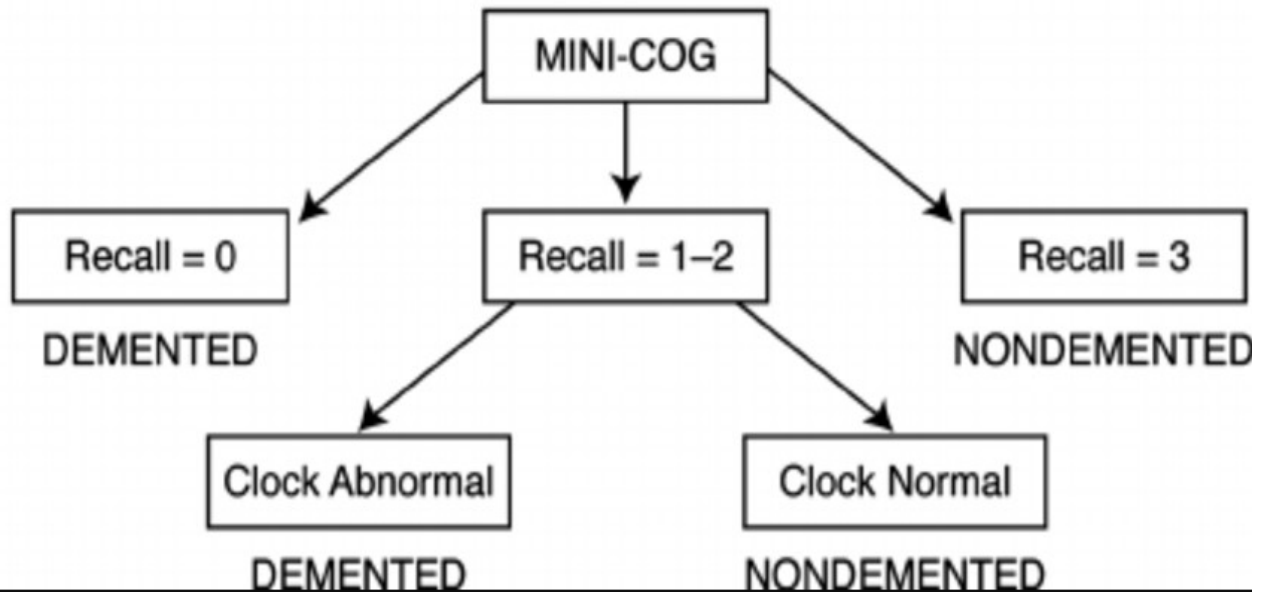 MINI-COG
Recall = 0
Recall = 1–2
Recall = 3
DEMENTED
NONDEMENTED
Clock Abnormal
Clock Normal
DEMENTED
NONDEMENTED